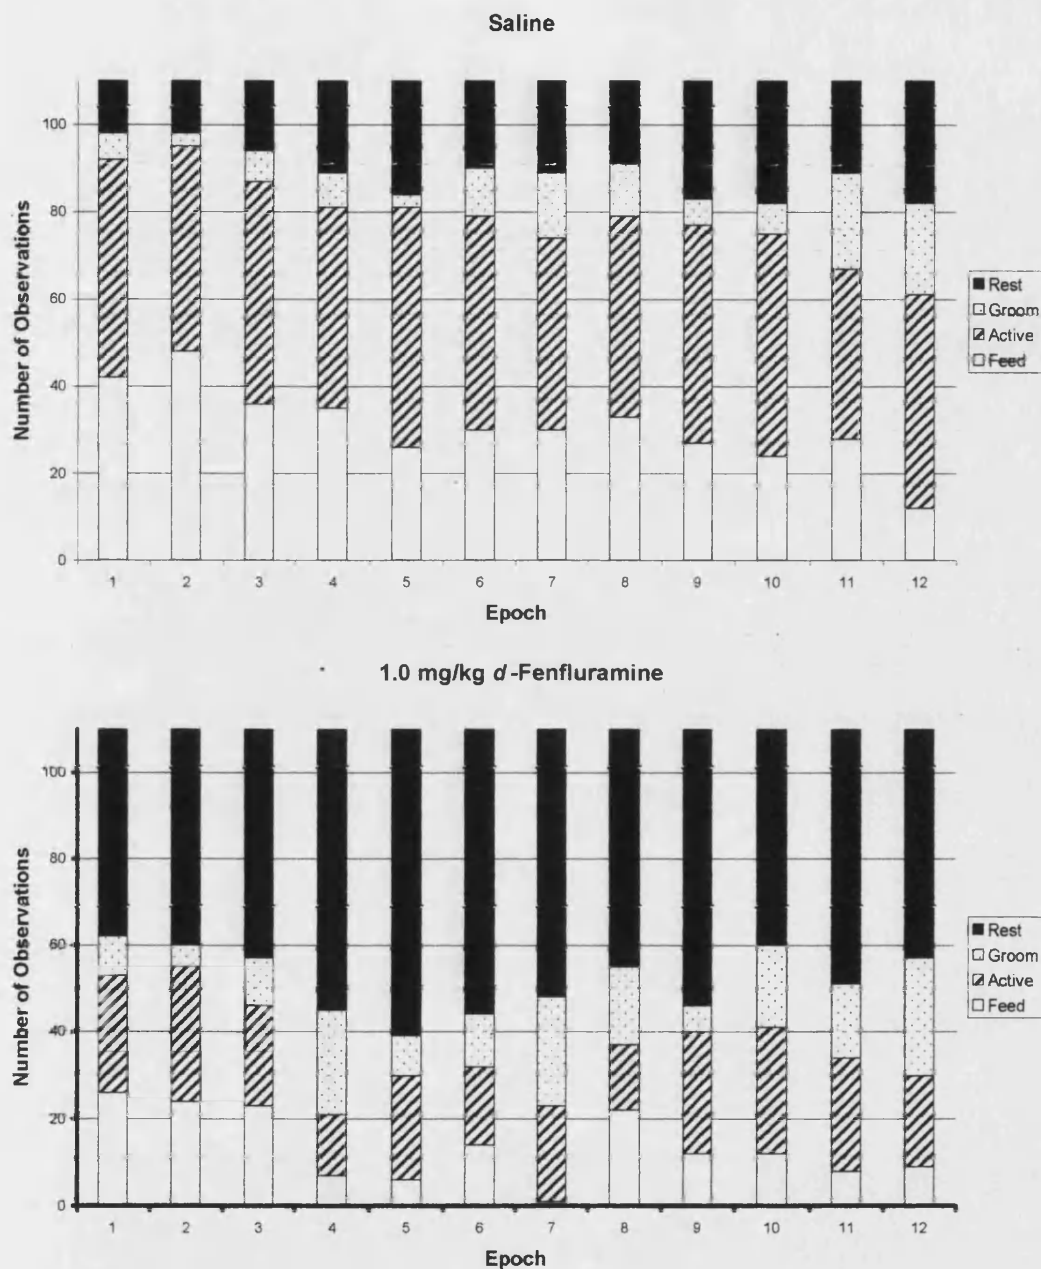 Saline
Number of Observations
100
80
60
40
20
0
1 2 3 4 5 6 7 8 9 10 11 12
Epoch
Rest
Groom
Active
Feed
1.0 mg/kg d-Fenfluramine
Number of Observations
100
80
60
40
20
0
1 2 3 4 5 6 7 8 9 10 11 12
Epoch
Rest
Groom
Active
Feed